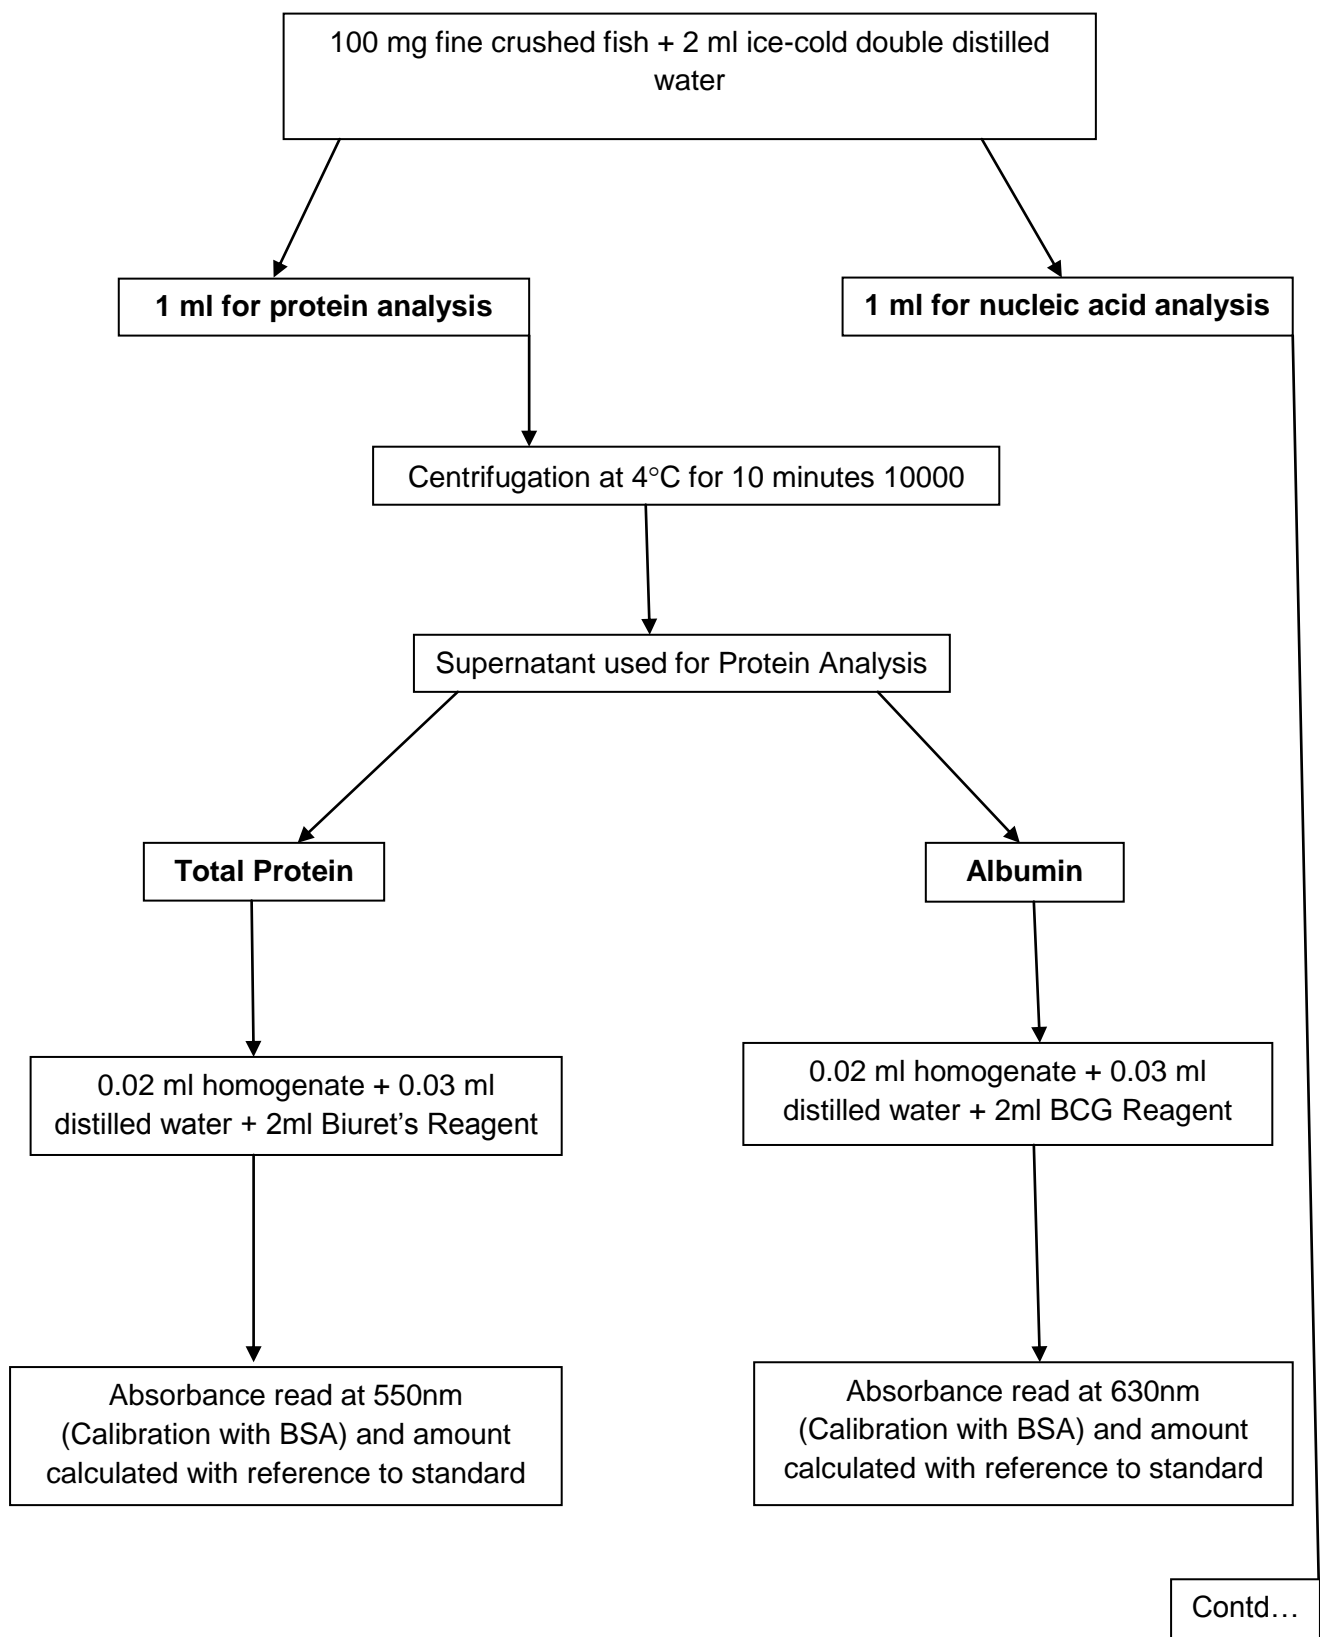 100 mg fine crushed fish + 2 ml ice-cold double distilled
water
1 ml for protein analysis
1 ml for nucleic acid analysis
Centrifugation at 4°C for 10 minutes 10000
Supernatant used for Protein Analysis
Total Protein
Albumin
0.02 ml homogenate + 0.03 ml
distilled water + 2ml Biuret's Reagent
0.02 ml homogenate + 0.03 ml
distilled water + 2ml BCG Reagent
Absorbance read at 550nm
(Calibration with BSA) and amount
calculated with reference to standard
Absorbance read at 630nm
(Calibration with BSA) and amount
calculated with reference to standard
Contd…